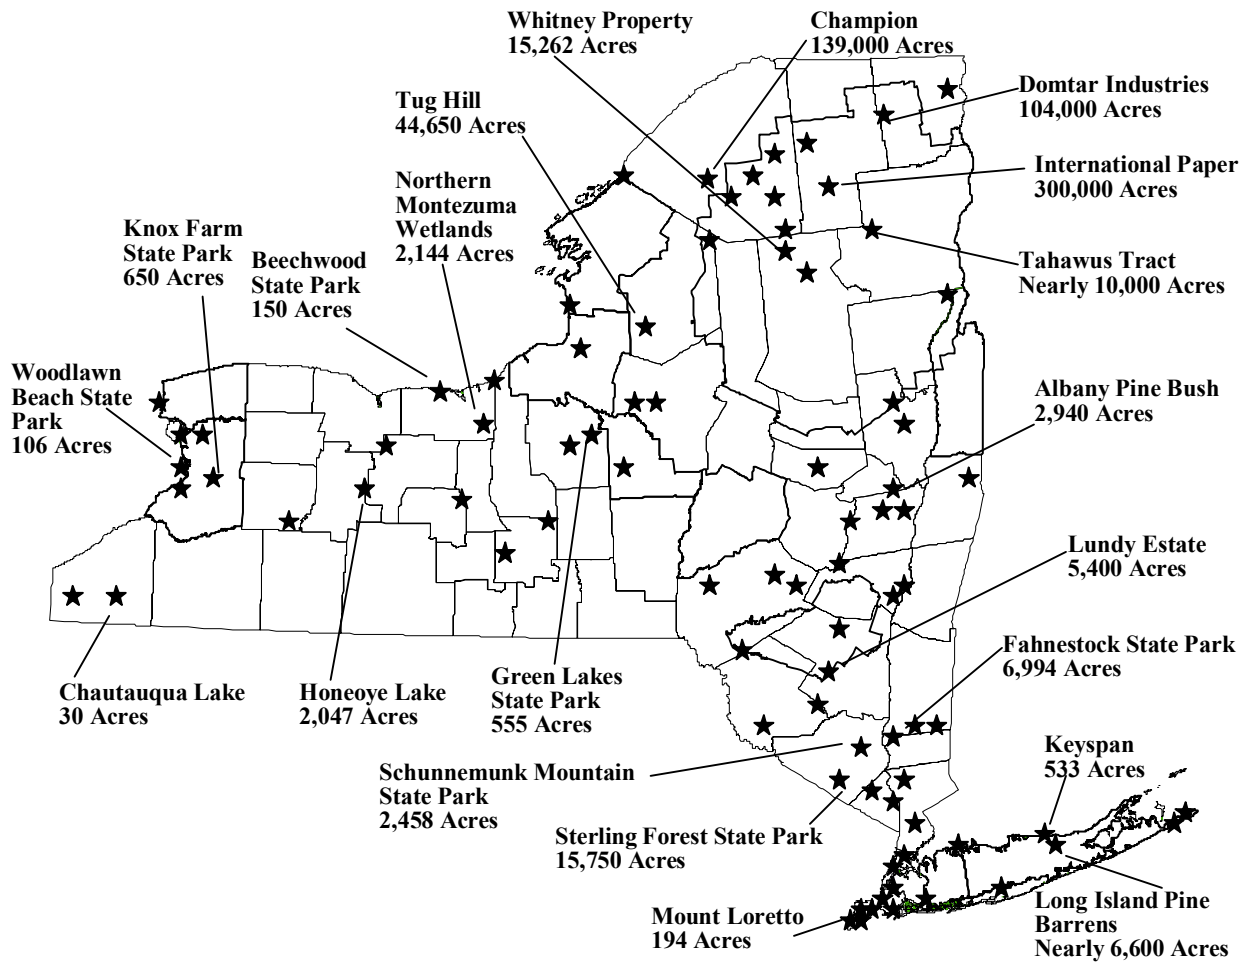 Whitney Property
15,262 Acres
Champion
139,000 Acres
Tug Hill
44,650 Acres
Domtar Industries
104,000 Acres
International Paper
300,000 Acres
Northern
Montezuma
Wetlands
2,144 Acres
Knox Farm
State Park
650 Acres
Beechwood
State Park
150 Acres
Tahawus Tract
Nearly 10,000 Acres
Woodlawn
Beach State
Park
106 Acres
Albany Pine Bush
2,940 Acres
Lundy Estate
5,400 Acres
Fahnestock State Park
6,994 Acres
Chautauqua Lake
30 Acres
Honeoye Lake
2,047 Acres
Green Lakes
State Park
555 Acres
Schunnemunk Mountain
State Park
2,458 Acres
Keyspan
533 Acres
Sterling Forest State Park
15,750 Acres
Mount Loretto
194 Acres
Long Island Pine
Barrens
Nearly 6,600 Acres